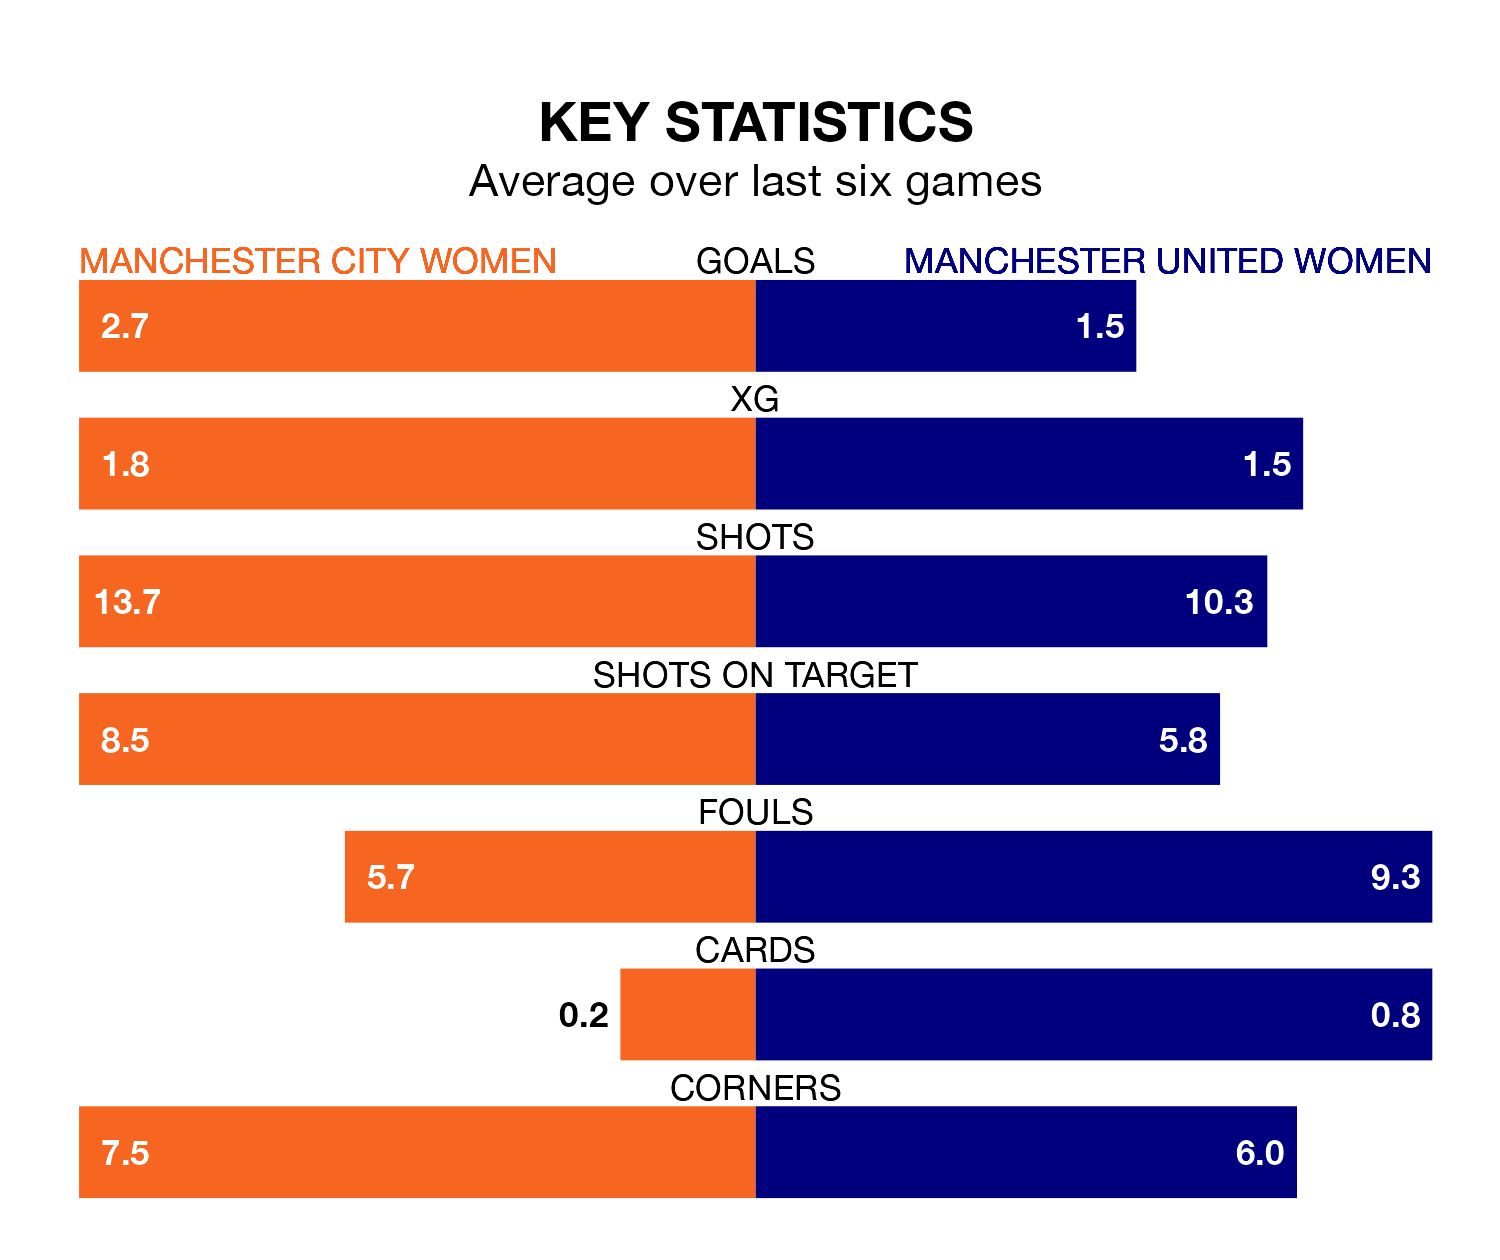 KEY STATISTICS
Average over last six games
MANCHESTER CITY WOMEN GOALS MANCHESTER UNITED WOMEN
2.7 1.5
XG
1.8 1.5
SHOTS
13.7 10.3
SHOTS ON TARGET
8.5 5.8
FOULS
5.7 9.3
CARDS
0.2 0.8
CORNERS
7.5 6.0